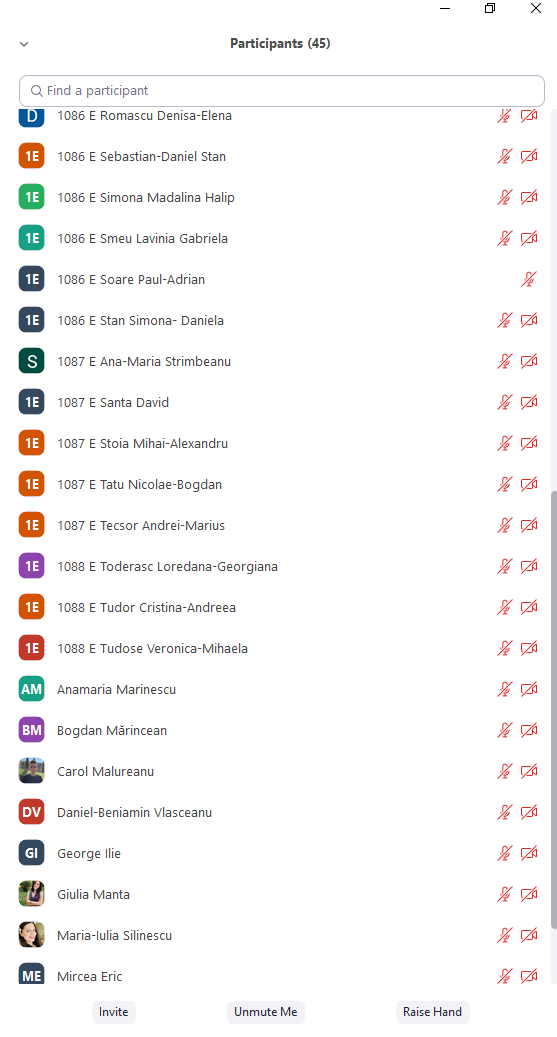 Participants (45)
Find a participant
D 1086 E Romascu Denisa-Elena
1E 1086 E Sebastian-Daniel Stan
1E 1086 E Simona Madalina Halip
1E 1086 E Smeu Lavinia Gabriela
1E 1086 E Soare Paul-Adrian
1E 1086 E Stan Simona- Daniela
S 1087 E Ana-Maria Strimbeanu
1E 1087 E Santa David
1E 1087 E Stoia Mihai-Alexandru
1E 1087 E Tatu Nicolae-Bogdan
1E 1087 E Tecsor Andrei-Marius
1E 1088 E Toderasc Loredana-Georgiana
1E 1088 E Tudor Cristina-Andreea
1E 1088 E Tudose Veronica-Mihaela
AM Anamaria Marinescu
BM Bogdan Mărincean
Carol Malureanu
DV Daniel-Beniamin Vlasceanu
GI George Ilie
Giulia Manta
Maria-Iulia Silinescu
ME Mircea Eric
Invite Unmute Me Raise Hand